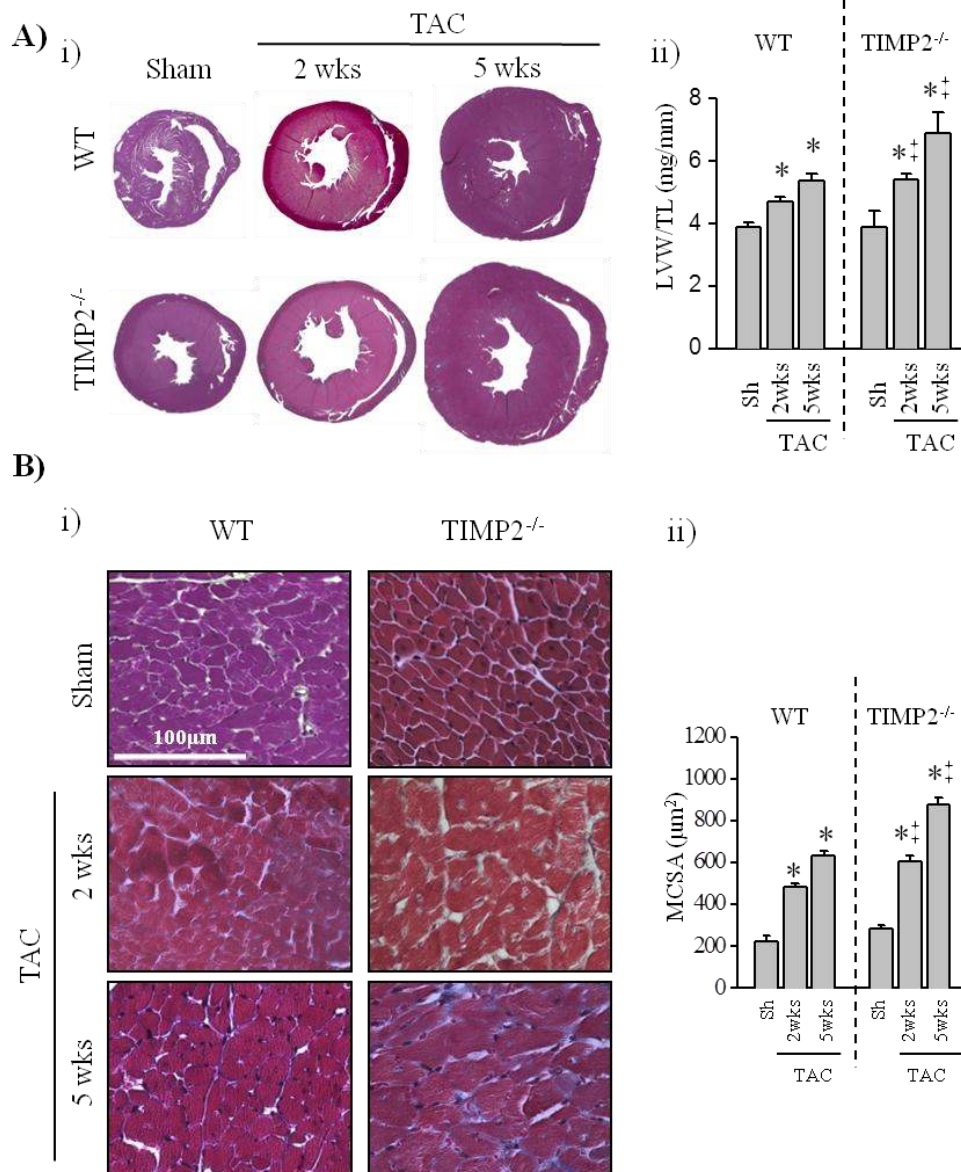 A)
i)
TAC
Sham
2 wks
5 wks
WT
TIMP2-/-
ii)
WT
TIMP2-/-
LVW/TL (mg/mm)
8
6
4
2
0
*
*
*‡
*‡
Sh
2wks
5wks
Sh
2wks
5wks
TAC
TAC
B)
i)
WT
TIMP2-/-
Sham
100µm
TAC
2 wks
5 wks
ii)
WT
TIMP2-/-
MCSA (µm²)
1200
1000
800
600
400
200
0
*
*
*‡
*‡
Sh
2wks
5wks
Sh
2wks
5wks
TAC
TAC